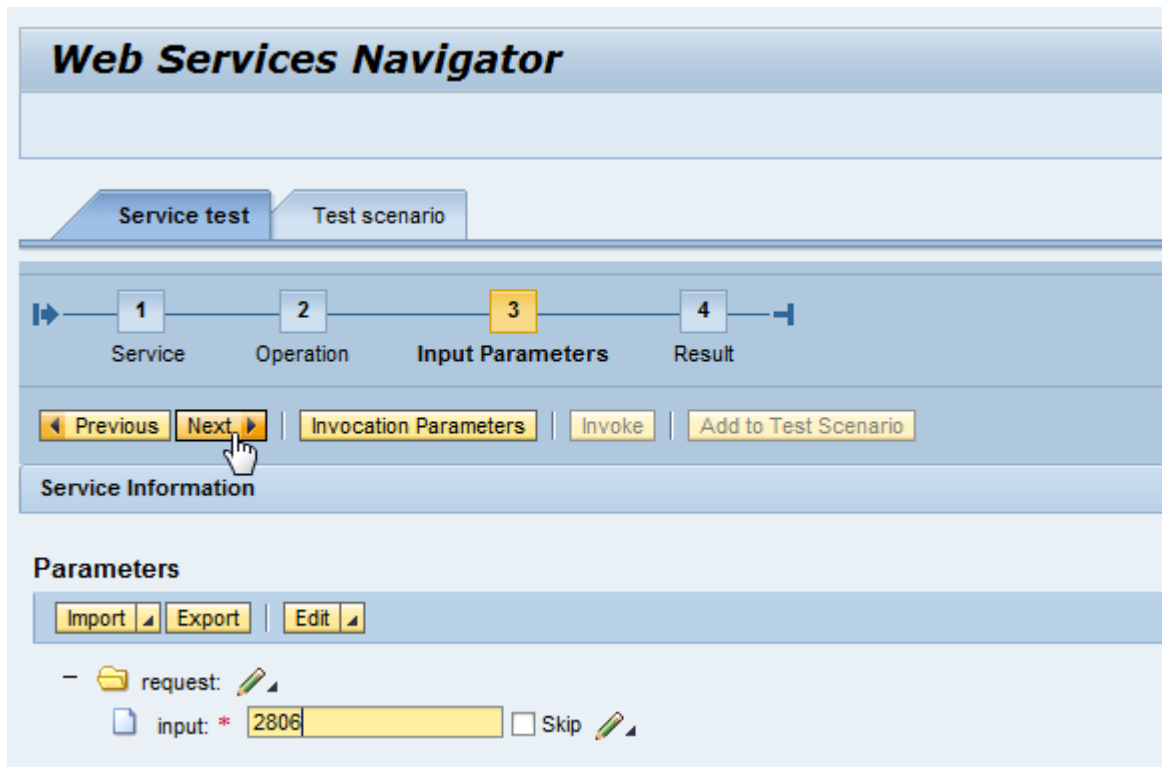 Web Services Navigator
Service test Test scenario
1 2 3 4
Service Operation Input Parameters Result
Previous Next Invocation Parameters Invoke Add to Test Scenario
Service Information
Parameters
Import Export Edit
request:
input: * 2806 Skip